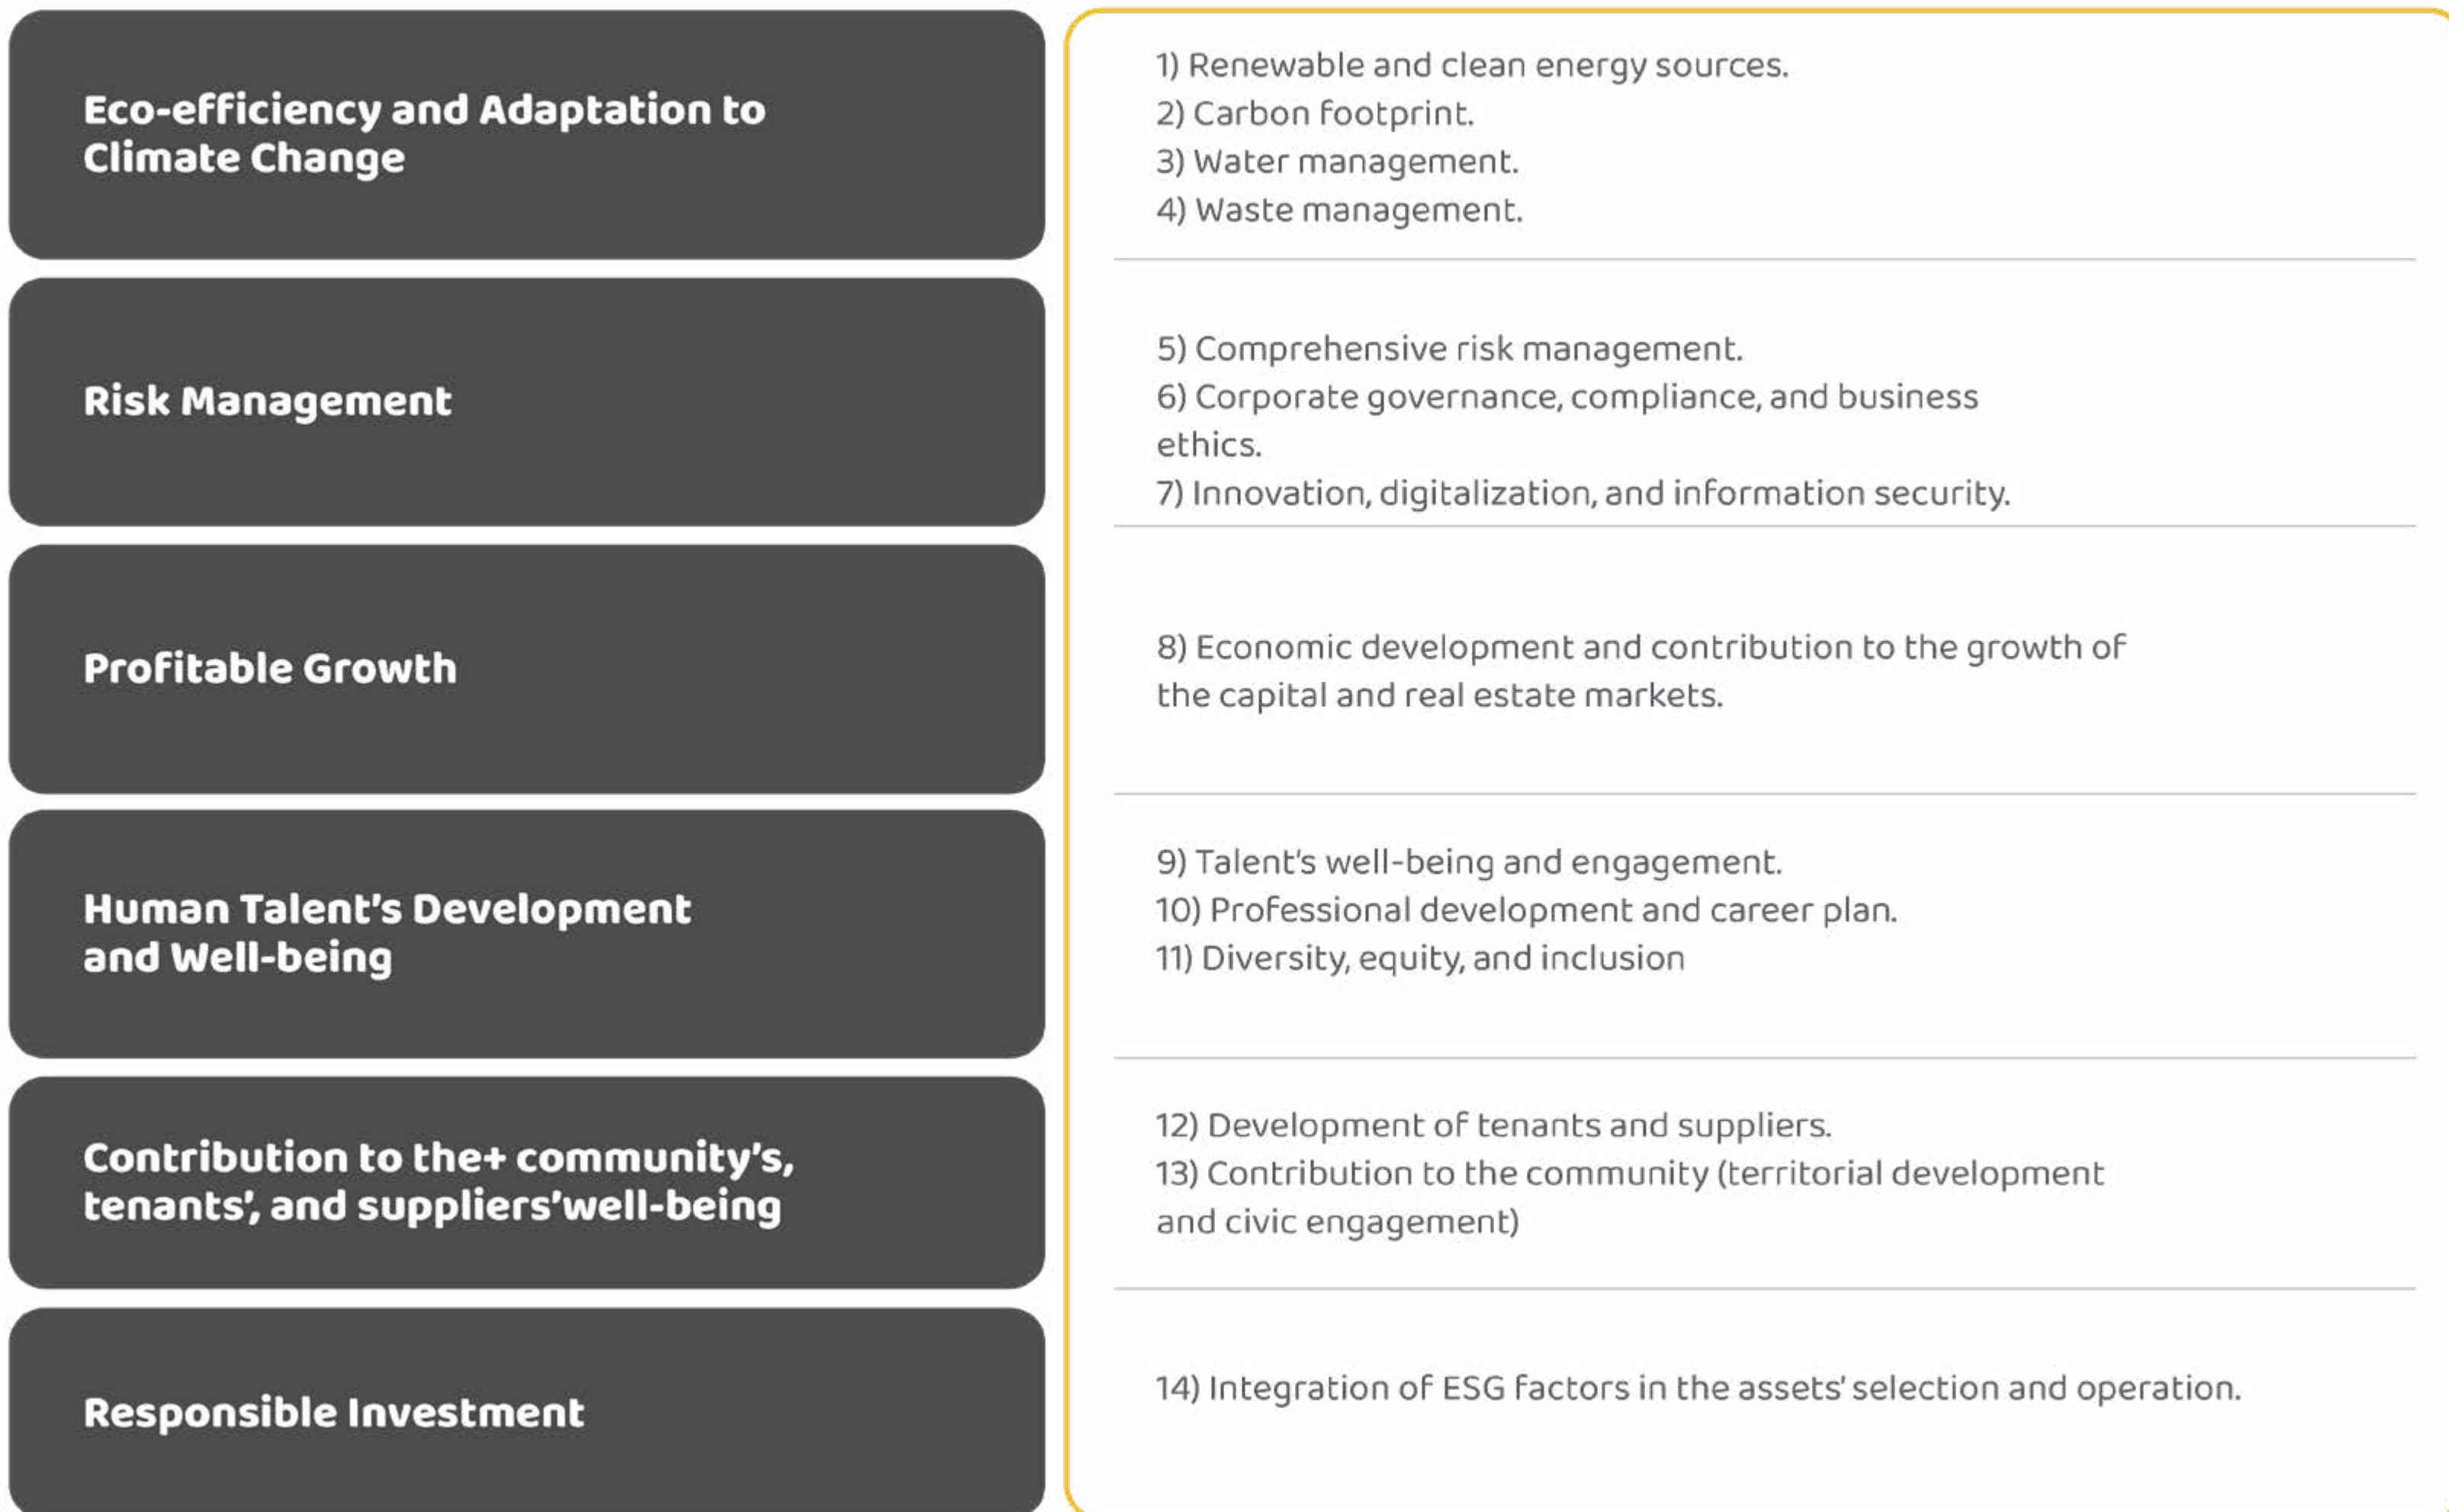 Eco-efficiency and Adaptation to
Climate Change
1) Renewable and clean energy sources.
2) Carbon footprint.
3) Water management.
4) Waste management.
Risk Management
5) Comprehensive risk management.
6) Corporate governance, compliance, and business
ethics.
7) Innovation, digitalization, and information security.
Profitable Growth
8) Economic development and contribution to the growth of
the capital and real estate markets.
Human Talent's Development
and Well-being
9) Talent's well-being and engagement.
10) Professional development and career plan.
11) Diversity, equity, and inclusion
Contribution to the+ community's,
tenants', and suppliers'well-being
12) Development of tenants and suppliers.
13) Contribution to the community (territorial development
and civic engagement)
Responsible Investment
14) Integration of ESG factors in the assets' selection and operation.